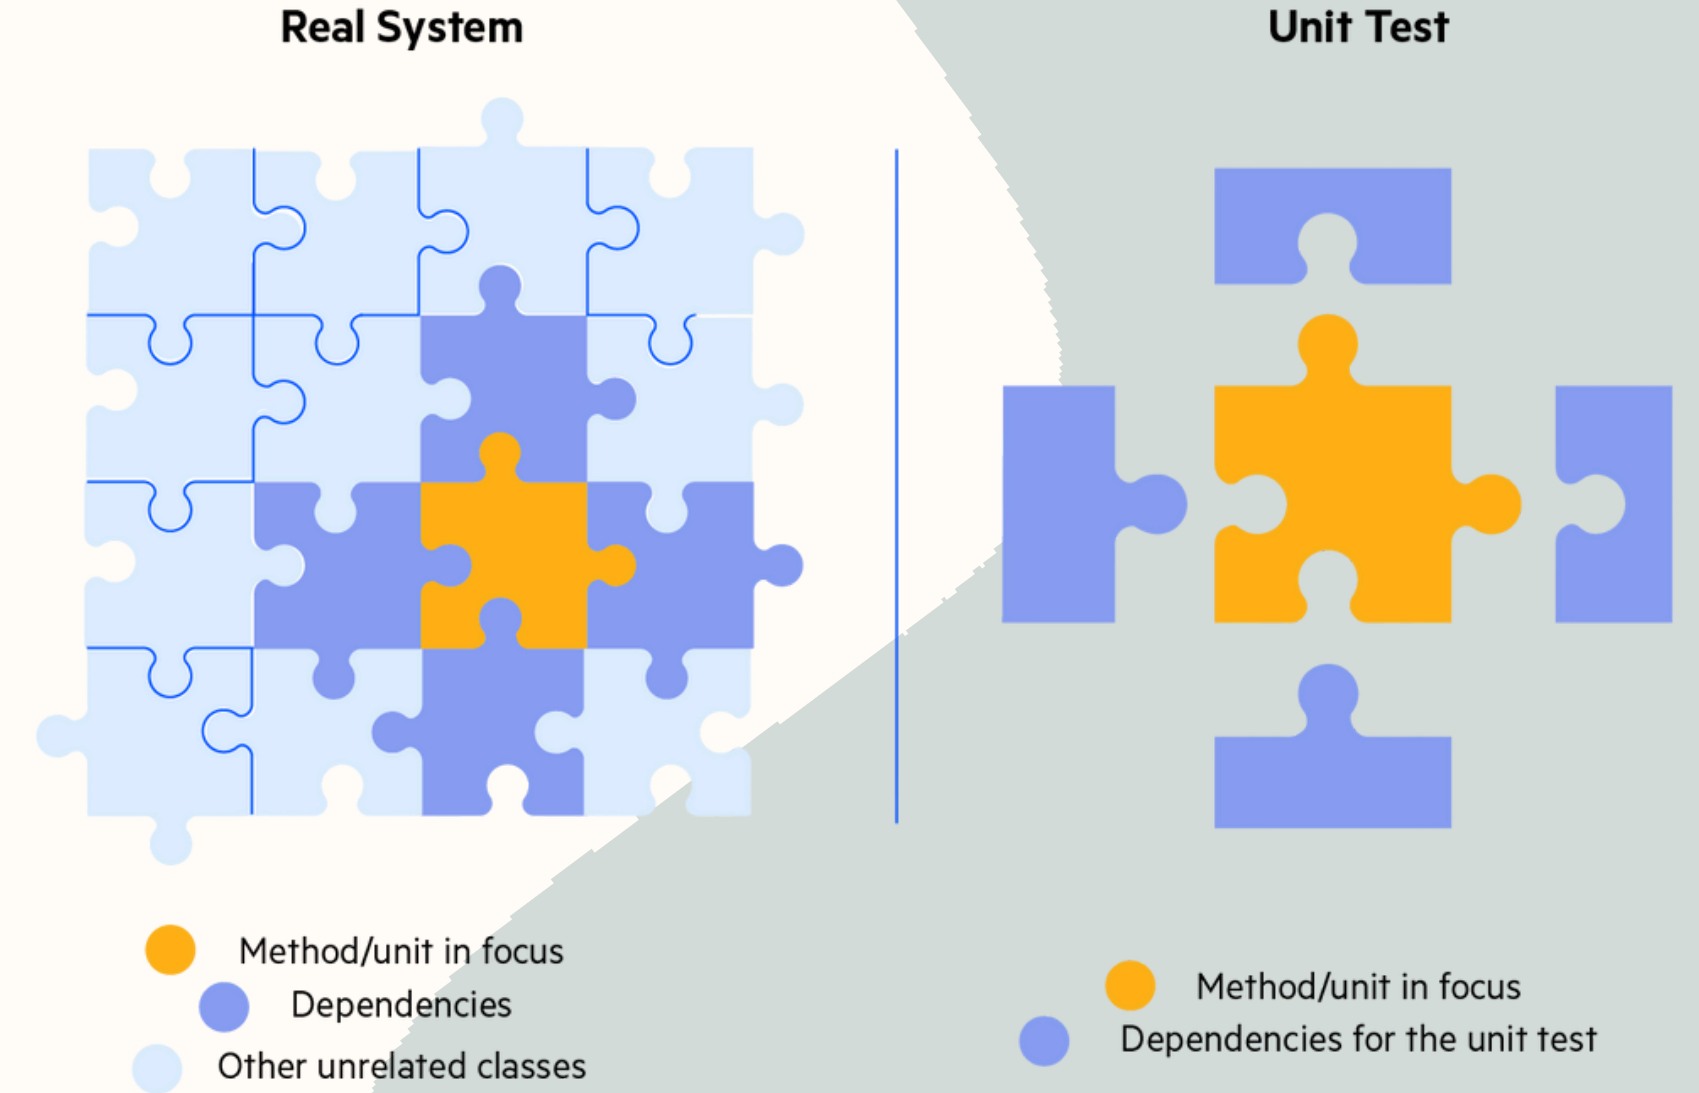 Real System
Unit Test
Method/unit in focus
Dependencies
Other unrelated classes
Method/unit in focus
Dependencies for the unit test